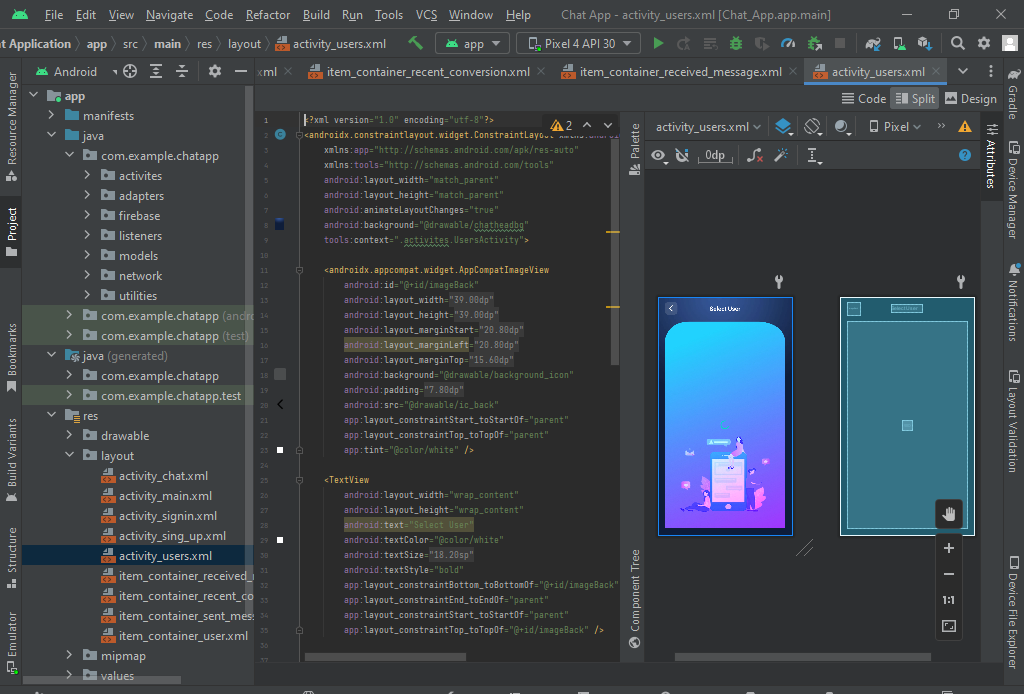 File Edit View Navigate Code Refactor Build Run Tools VCS Window Help Chat App - activity_users.xml [Chat_App.app.main]
at Application app src main res layout activity_users.xml app Pixel 4 API 30
Android xml item_container_recent_conversion.xml item_container_received_message.xml activity_users.xml
Code Split Design
Resource Manager
Project
Bookmarks
Build Variants
Structure
Emulator
app
manifests
java
com.example.chatapp
activites
adapters
firebase
listeners
models
network
utilities
com.example.chatapp (andro
com.example.chatapp (test)
java (generated)
com.example.chatapp
com.example.chatapp.test
res
drawable
layout
activity_chat.xml
activity_main.xml
activity_signin.xml
activity_sing_up.xml
activity_users.xml
item_container_received_
item_container_recent_co
item_container_sent_mes
item_container_user.xml
mipmap
values
1 <?xml version="1.0" encoding="utf-8"?> 2
2 <androidx.constraintlayout.widget.ConstraintLayout xmlns:androi
3 xmlns:app="http://schemas.android.com/apk/res-auto"
4 xmlns:tools="http://schemas.android.com/tools"
5 android:layout_width="match_parent"
6 android:layout_height="match_parent"
7 android:animateLayoutChanges="true"
8 android:background="@drawable/chatheadbg"
9 tools:context=".activites.UsersActivity">
10
11 <androidx.appcompat.widget.AppCompatImageView
12 android:id="@+id/imageBack"
13 android:layout_width="39.00dp"
14 android:layout_height="39.00dp"
15 android:layout_marginStart="20.80dp"
16 android:layout_marginLeft="20.80dp"
17 android:layout_marginTop="15.60dp"
18 android:background="@drawable/background_icon"
19 android:padding="7.80dp"
20 android:src="@drawable/ic_back"
21 app:layout_constraintStart_toStartOf="parent"
22 app:layout_constraintTop_toTopOf="parent"
23 app:tint="@color/white" />
24
25 <TextView
26 android:layout_width="wrap_content"
27 android:layout_height="wrap_content"
28 android:text="Select User"
29 android:textColor="@color/white"
30 android:textSize="18.20sp"
31 android:textStyle="bold"
32 app:layout_constraintBottom_toBottomOf="@+id/imageBack"
33 app:layout_constraintEnd_toEndOf="parent"
34 app:layout_constraintStart_toStartOf="parent"
35 app:layout_constraintTop_toTopOf="@+id/imageBack" />
36
37
Palette
Component Tree
activity_users.xml Pixel
0dp
Select User
1:1
Attributes
Gradle
Device Manager
Notifications
Layout Validation
Device File Explorer